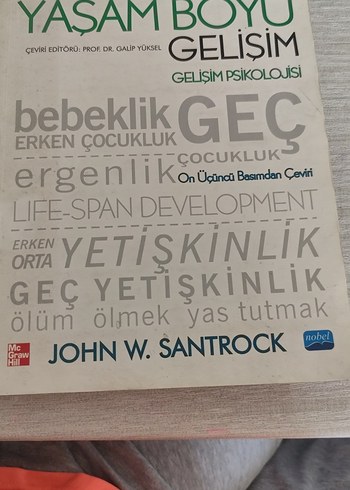 YAŞAM BOYU
ÇEVİRİ EDİTÖRÜ: PROF. DR. GALİP YÜKSEL
GELİŞİM
GELİŞİM PSİKOLOJİSİ
bebeklik
GEÇ
ERKEN ÇOCUKLUK
ÇOCUKLUK
ergenlik
On Üçüncü Basımdan Çeviri
LIFE-SPAN DEVELOPMENT
ERKEN
ORTA
YETİŞKİNLİK
GEÇ YETİŞKİNLİK
ölüm ölmek yas tutmak
Mc
Graw
Hill
JOHN W. SANTROCK
nobel